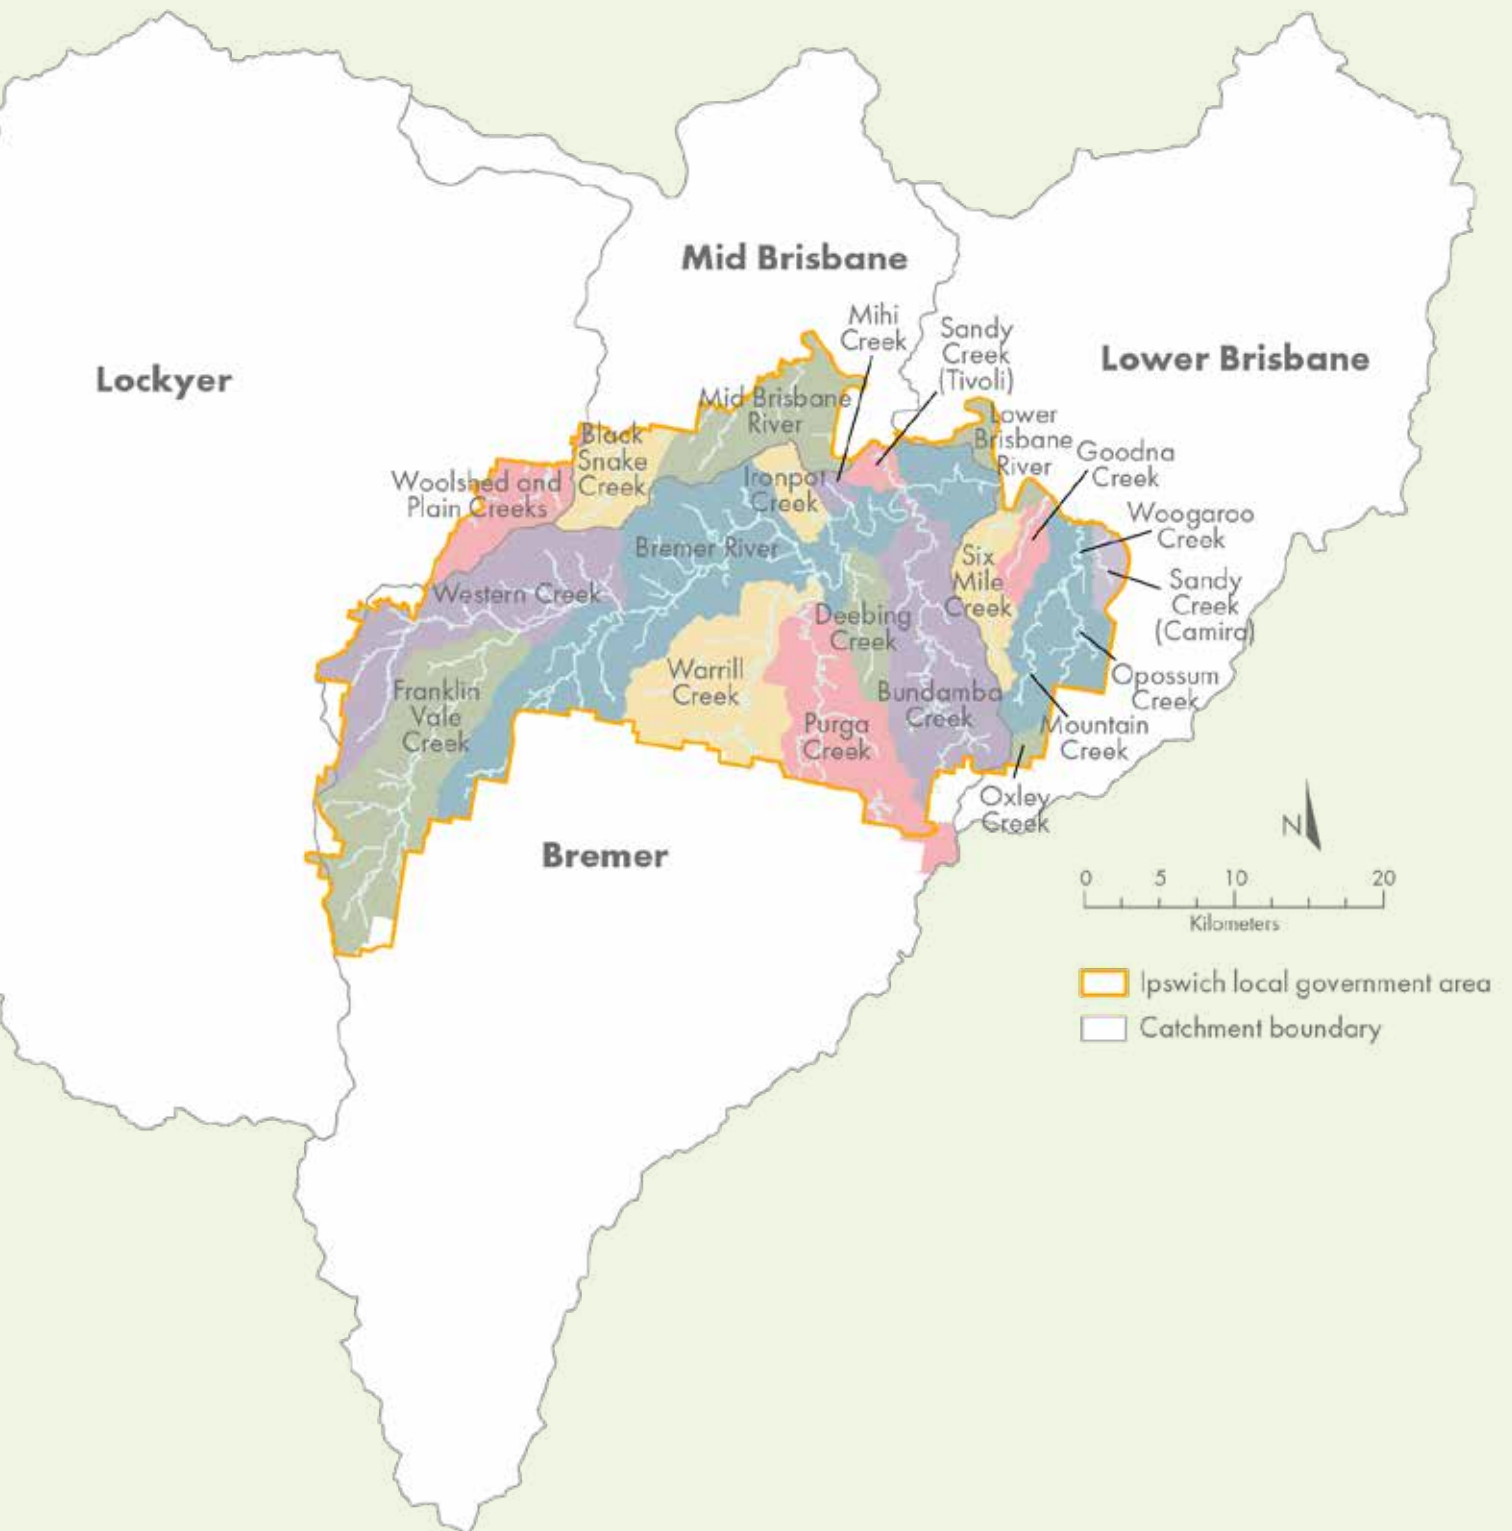 Mid Brisbane
Lockyer
Lower Brisbane
Bremer
Mihi
Creek
Sandy
Creek
(Tivoli)
Mid Brisbane
River
Lower
Brisbane
River
Black
Snake
Creek
Goodna
Creek
Woolshed and
Plain Creeks
Ironpot
Creek
Woogaroo
Creek
Bremer River
Six
Mile
Creek
Western Creek
Sandy
Creek
(Camira)
Deebing
Creek
Warrill
Creek
Opossum
Creek
Franklin
Vale
Creek
Bundamba
Creek
Purga
Creek
Mountain
Creek
Oxley
Creek
N
0 5 10 20
Kilometers
Ipswich local government area
Catchment boundary